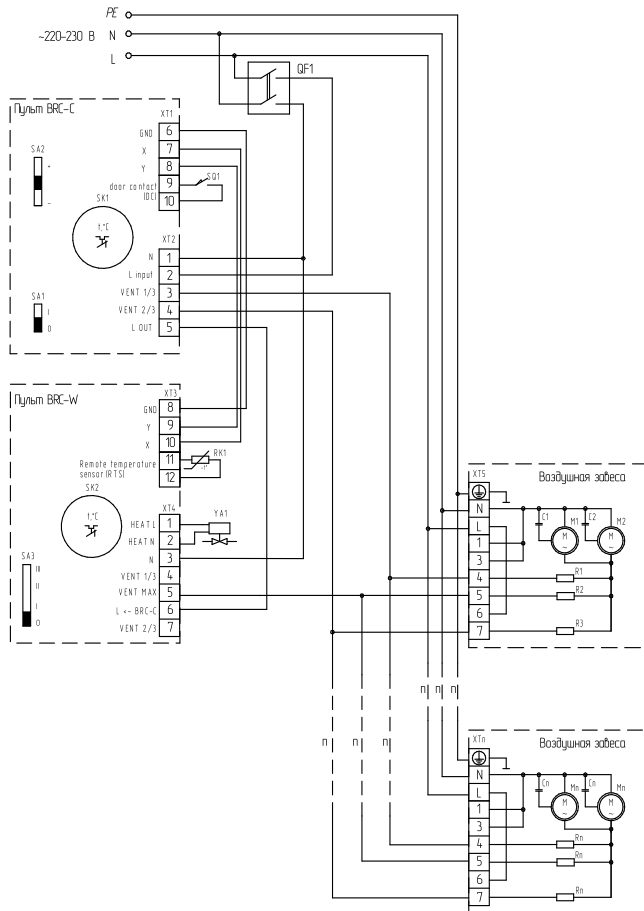 PE
~220-230 В N
L
QF1
Пульт BRC-C
XT1
SA2
+
-
GND 6
X 7
Y 8
door contact (DC) 9
10
SQ1
SK1
t,°C
XT2
N 1
L input 2
VENT 1/3 3
VENT 2/3 4
L OUT 5
SA1
I
0
Пульт BRC-W
XT3
GND 8
Y 9
X 10
Remote temperature
sensor (RTS)
11
12
RK1
-t°
SK2
t,°C
XT4
HEAT L 1
HEAT N 2
N 3
VENT 1/3 4
VENT MAX 5
L <- BRC-C 6
VENT 2/3 7
YA1
SA3
III
II
I
0
XT5
Воздушная завеса
N
L
1
3
4
5
6
7
C1
M1
C2
M2
M
~
M
~
R1
R2
R3
п
п
п
п
п
п
XTn
Воздушная завеса
N
L
1
3
4
5
6
7
Cn
Mn
Cn
Mn
M
~
M
~
Rn
Rn
Rn